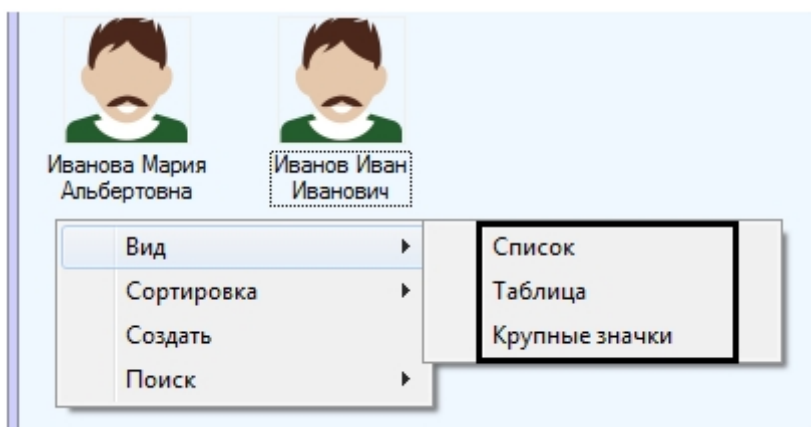 Иванова Мария
Альбертовна
Иванов Иван
Иванович
Вид
Сортировка
Создать
Поиск
Список
Таблица
Крупные значки